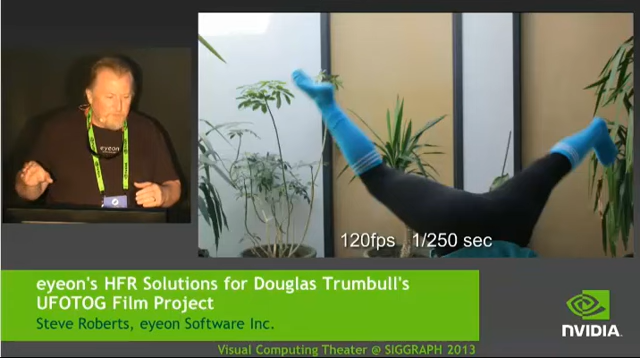 eyeon
120fps 1/250 sec
eyeon's HFR Solutions for Douglas Trumbull's
UFOTOG Film Project
Steve Roberts, eyeon Software Inc.
NVIDIA.
Visual Computing Theater @ SIGGRAPH 2013